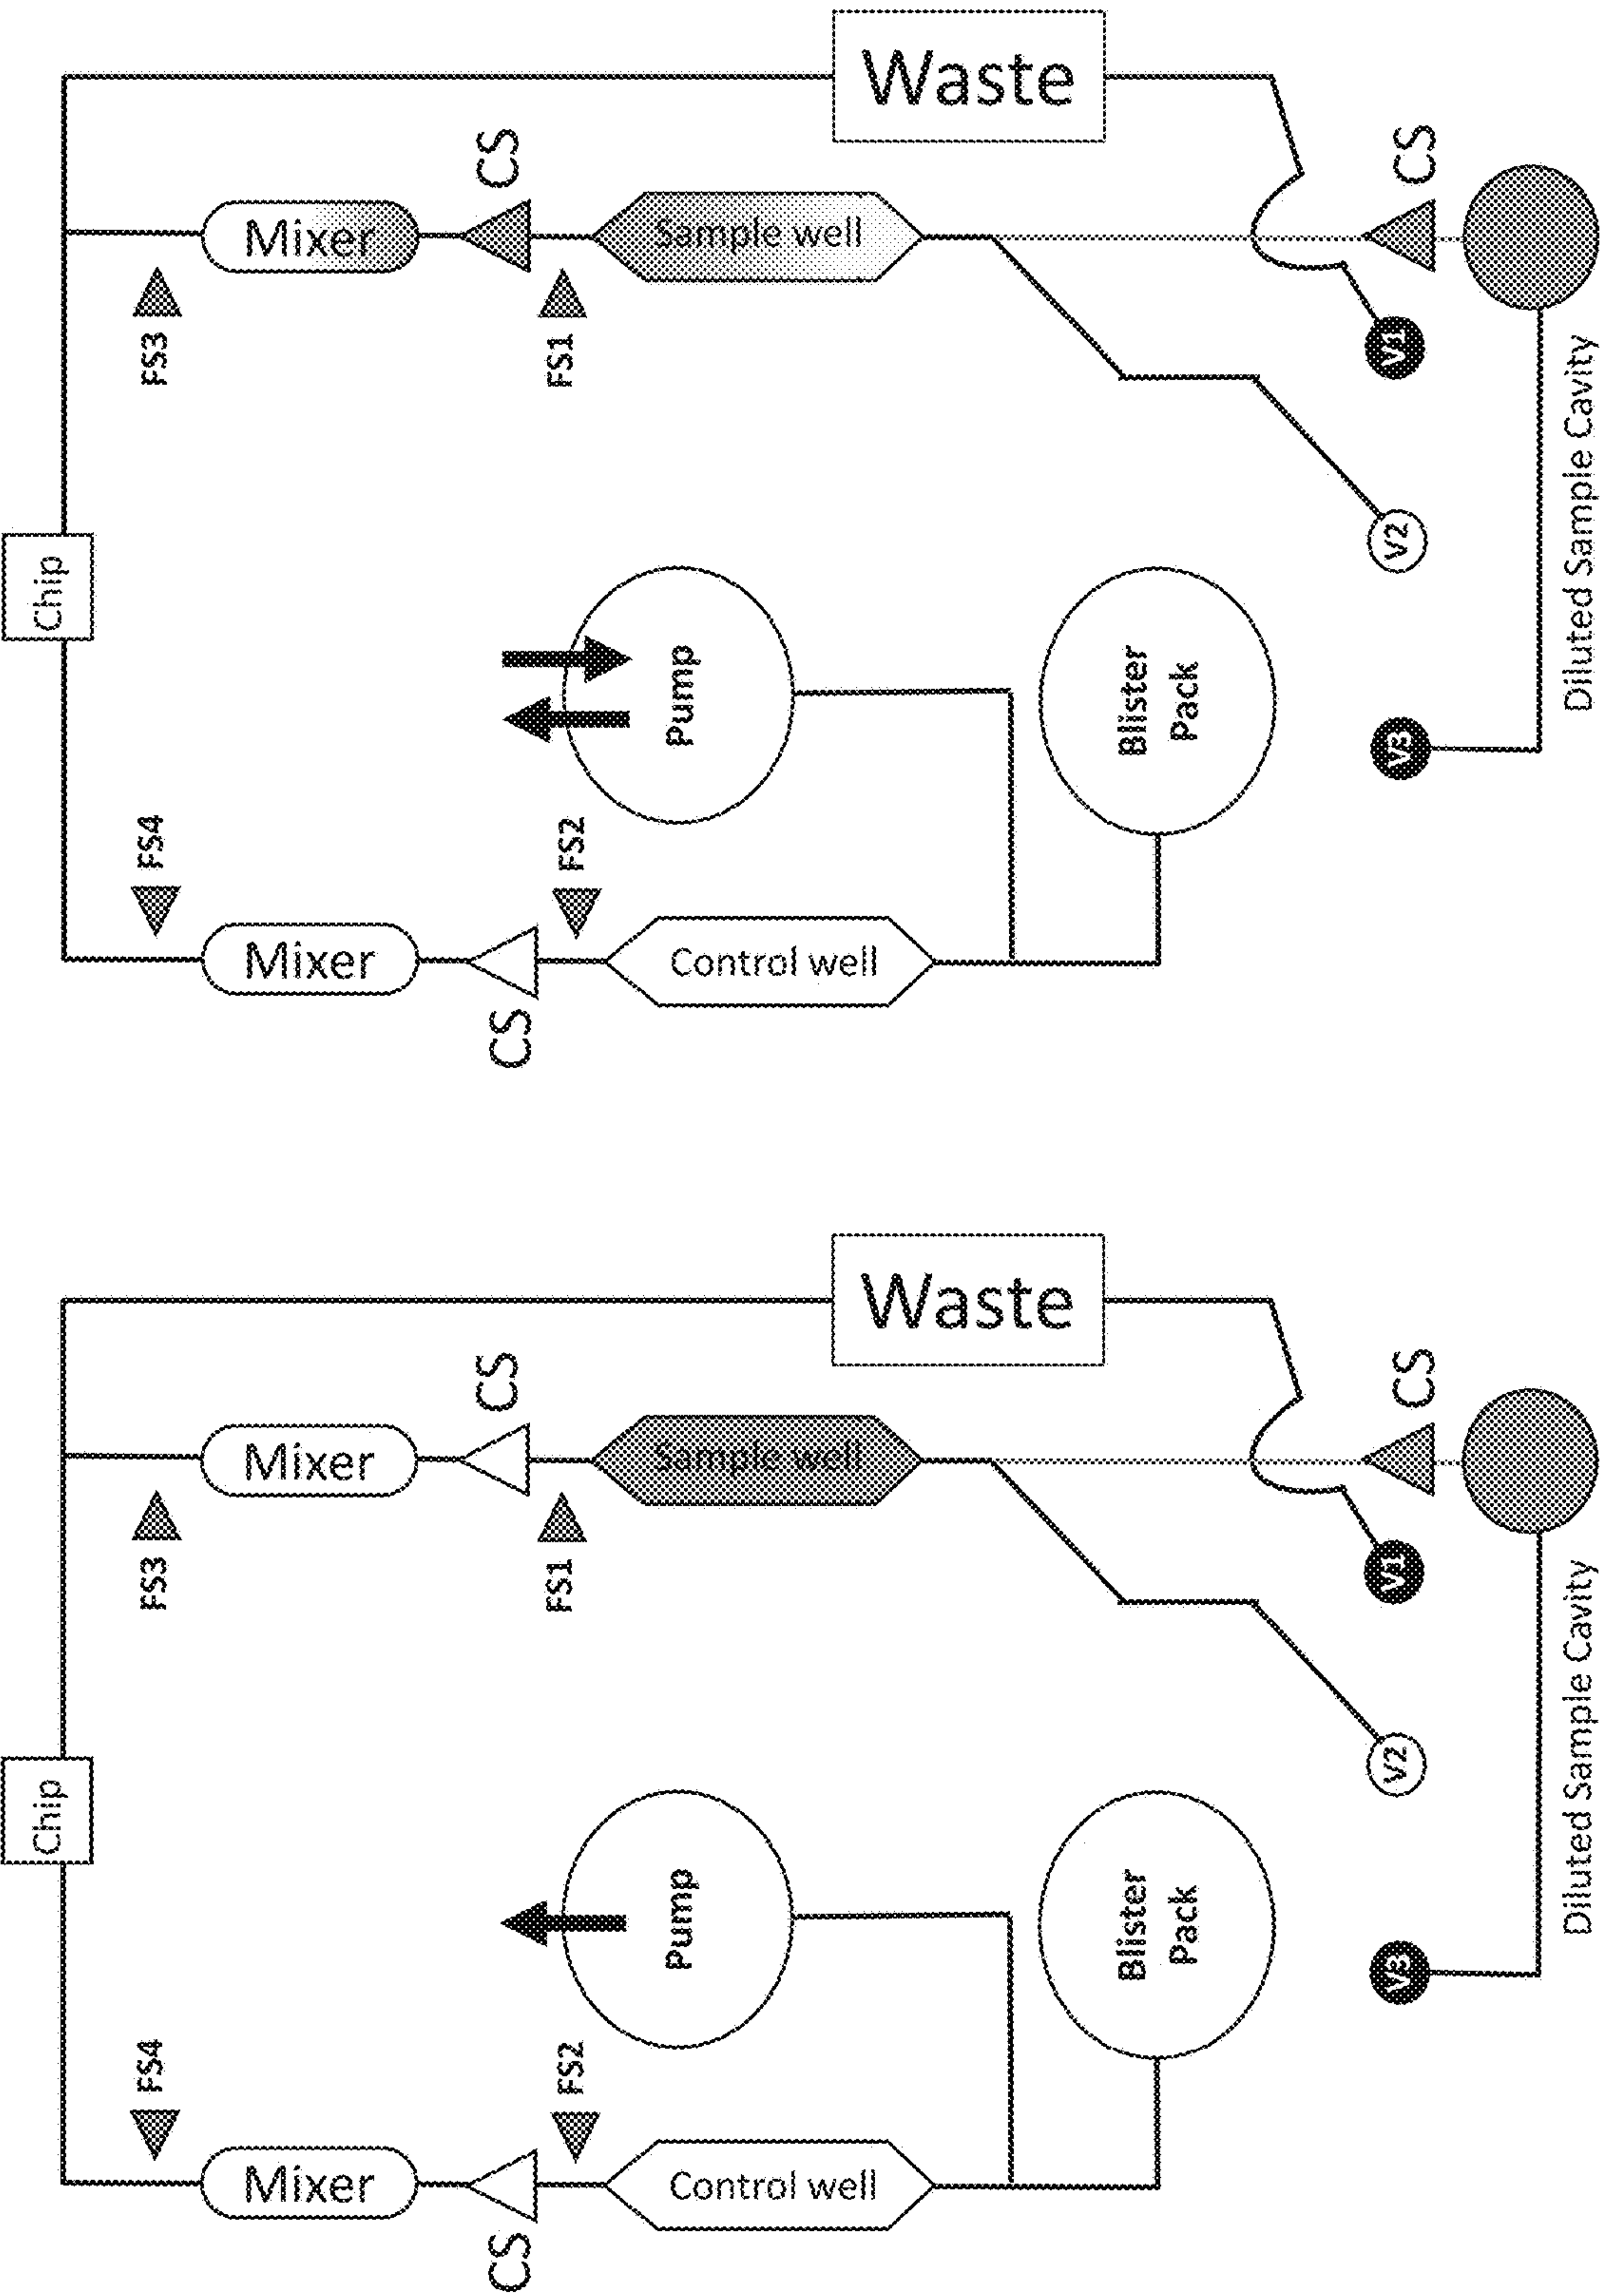 Chip
FS4
FS3
Mixer
Mixer
CS
CS
FS2
FS1
Control well
Pump
Sample well
Waste
Blister
Pack
V3
V2
V1
CS
Diluted Sample Cavity
Chip
FS4
FS3
Mixer
Mixer
CS
CS
FS2
FS1
Control well
Pump
Sample well
Waste
Blister
Pack
V3
V2
V1
CS
Diluted Sample Cavity